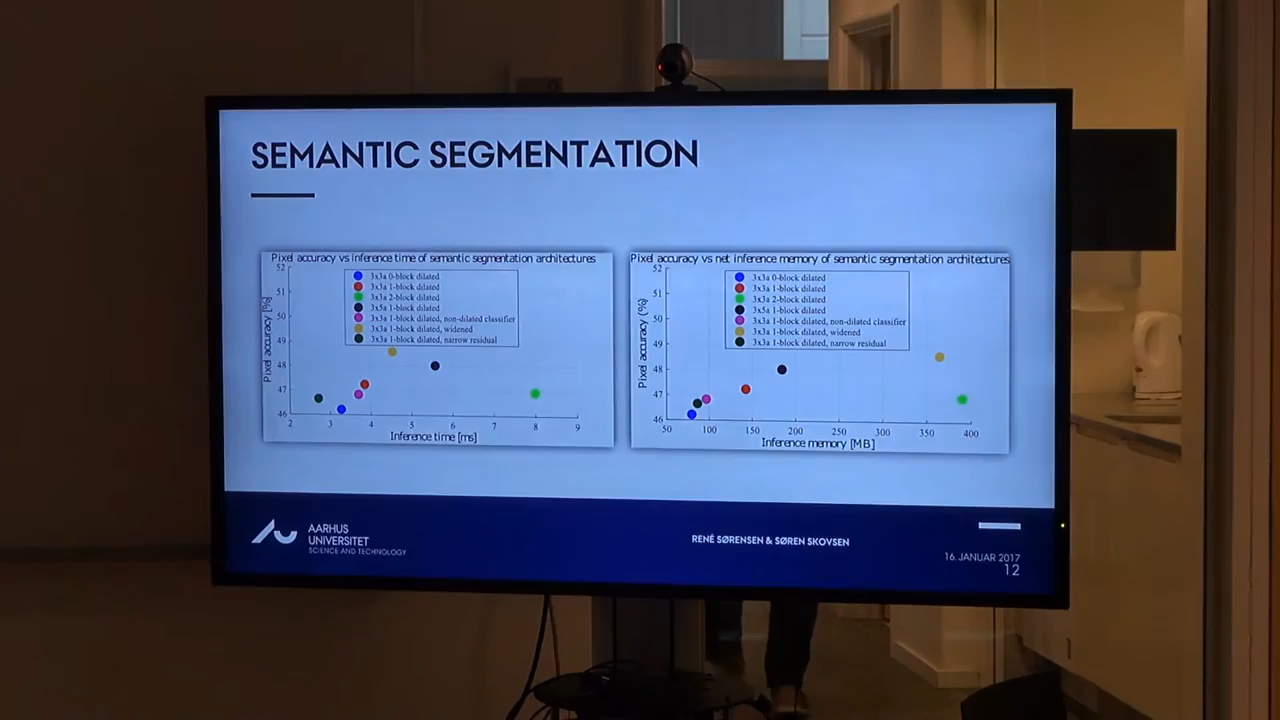 SEMANTIC SEGMENTATION
Pixel accuracy vs inference time of semantic segmentation architectures
52
51
50
49
48
47
46
Pixel accuracy [%]
3x3a 0-block dilated
3x3a 1-block dilated
3x3a 2-block dilated
3x5a 1-block dilated
3x3a 1-block dilated, non-dilated classifier
3x3a 1-block dilated, widened
3x3a 1-block dilated, narrow residual
2 3 4 5 6 7 8 9
Inference time [ms]
Pixel accuracy vs net inference memory of semantic segmentation architectures
52
51
50
49
48
47
46
Pixel accuracy (%)
3x3a 0-block dilated
3x3a 1-block dilated
3x3a 2-block dilated
3x5a 1-block dilated
3x3a 1-block dilated, non-dilated classifier
3x3a 1-block dilated, widened
3x3a 1-block dilated, narrow residual
50 100 150 200 250 300 350 400
Inference memory [MB]
AARHUS
UNIVERSITET
SCIENCE AND TECHNOLOGY
RENÉ SØRENSEN & SØREN SKOVSEN
16. JANUAR 2017
12